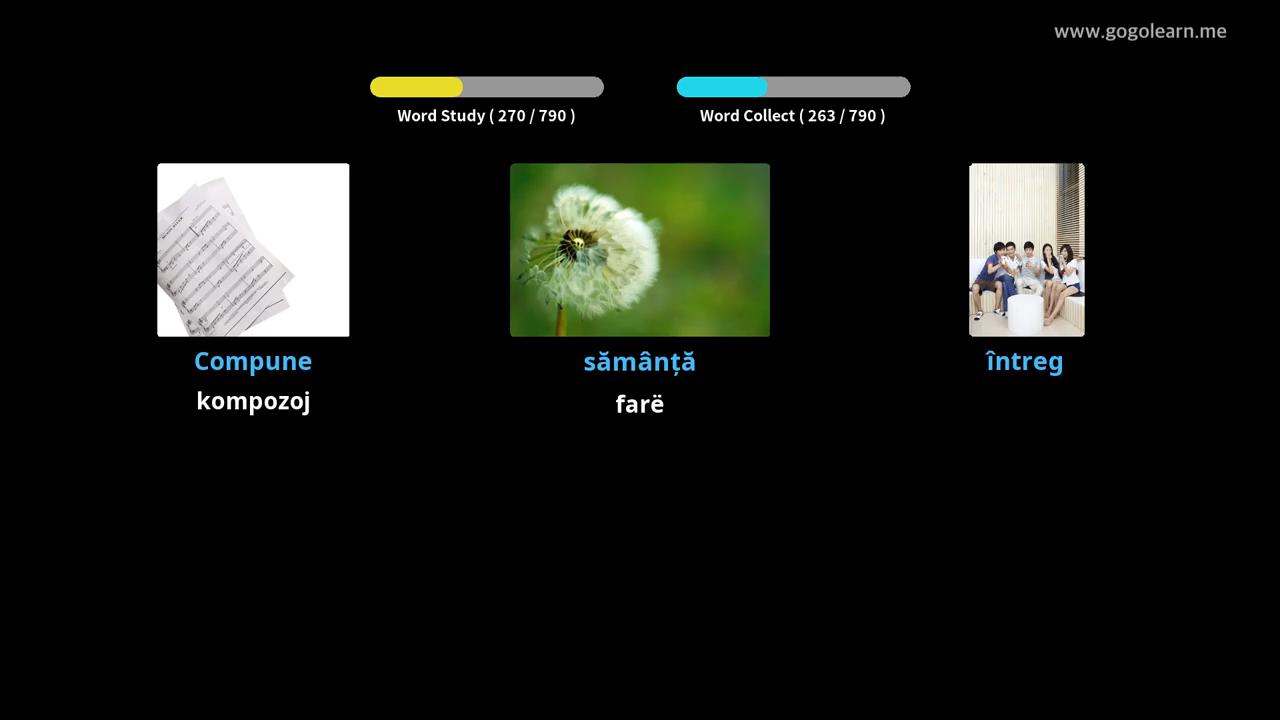 www.gogolearn.me
Word Study ( 270 / 790 )
Word Collect ( 263 / 790 )
Compune
sămânță
întreg
kompozoj
farë